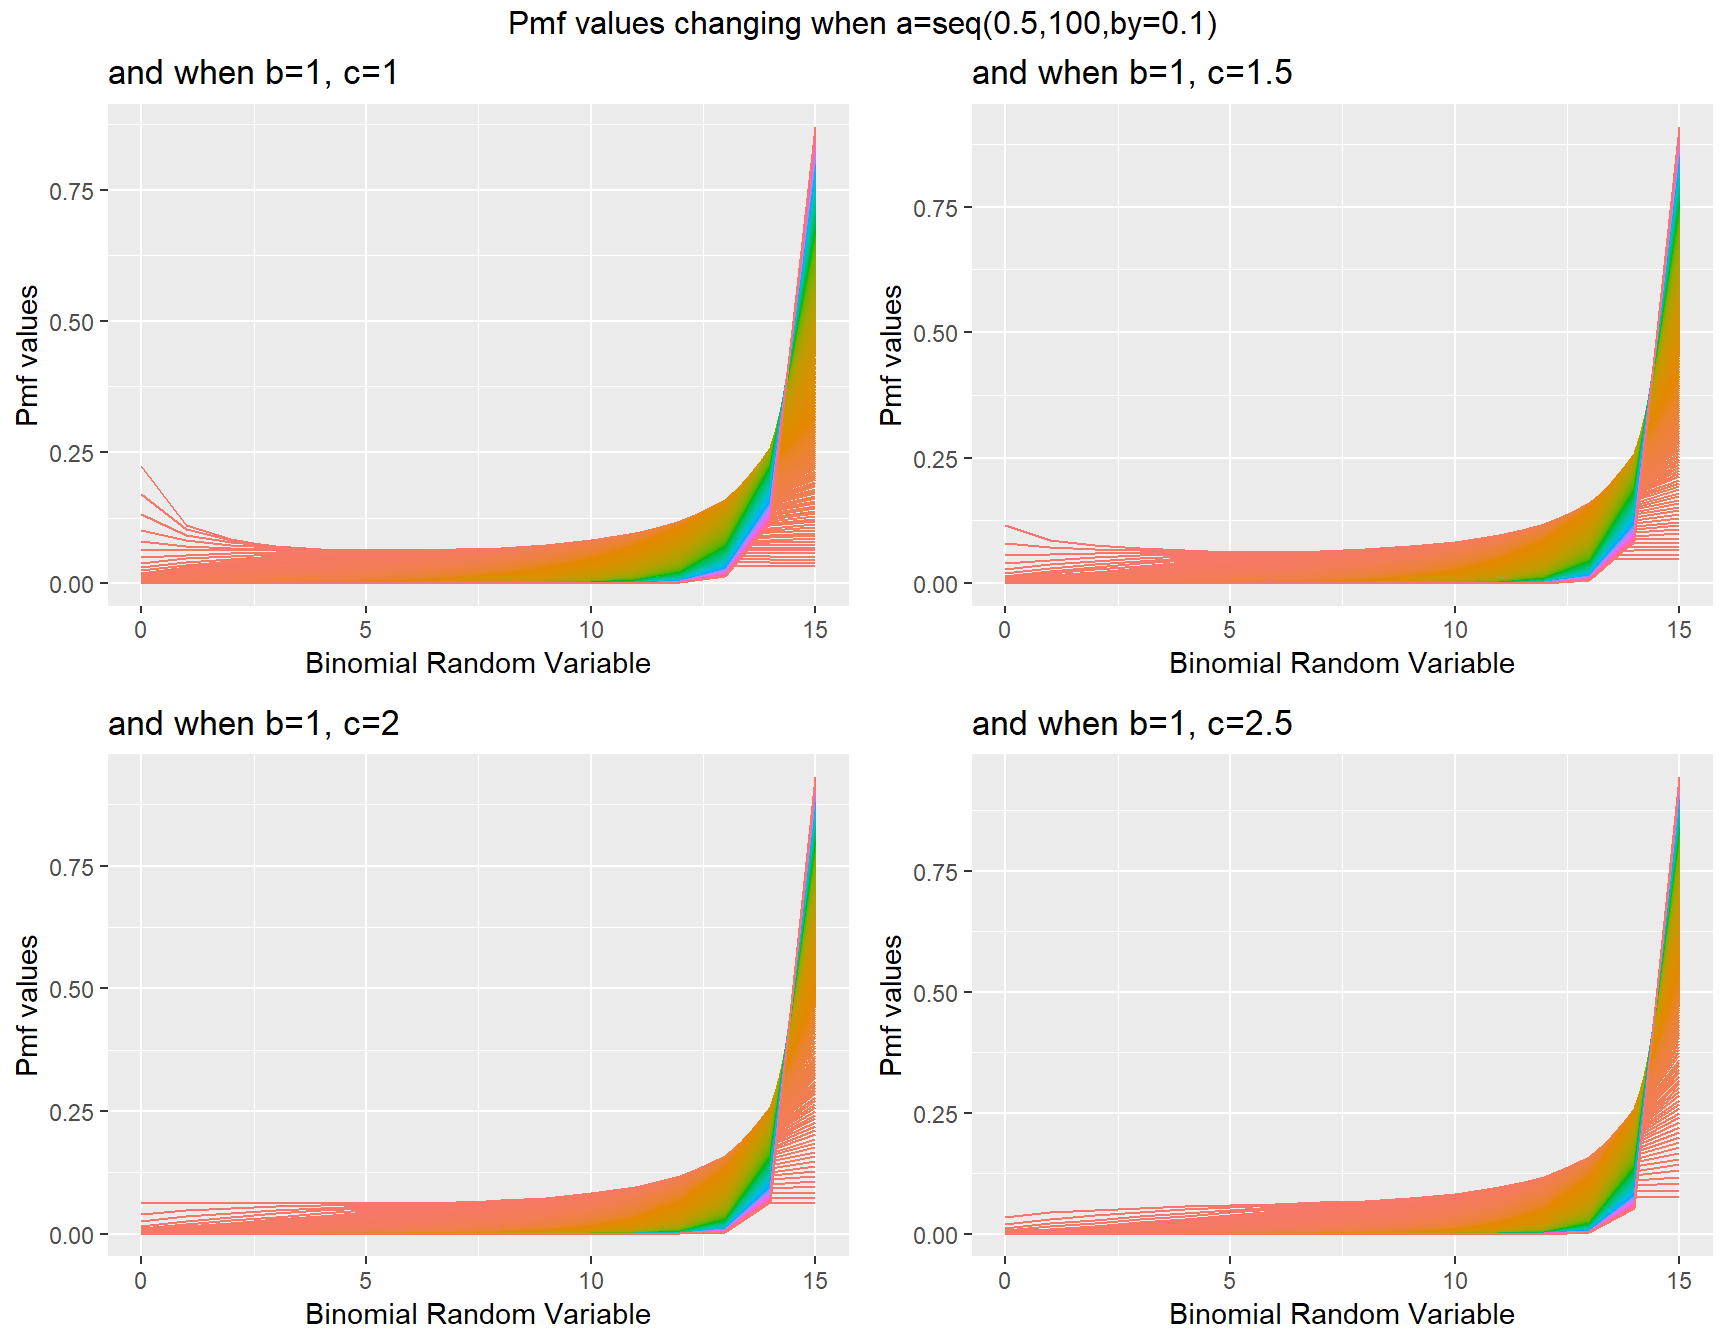 Pmf values changing when a=seq(0.5,100,by=0.1)
and when b=1, c=1
Pmf values
0.75
0.50
0.25
0.00
0 5 10 15
Binomial Random Variable
and when b=1, c=1.5
Pmf values
0.75
0.50
0.25
0.00
0 5 10 15
Binomial Random Variable
and when b=1, c=2
Pmf values
0.75
0.50
0.25
0.00
0 5 10 15
Binomial Random Variable
and when b=1, c=2.5
Pmf values
0.75
0.50
0.25
0.00
0 5 10 15
Binomial Random Variable